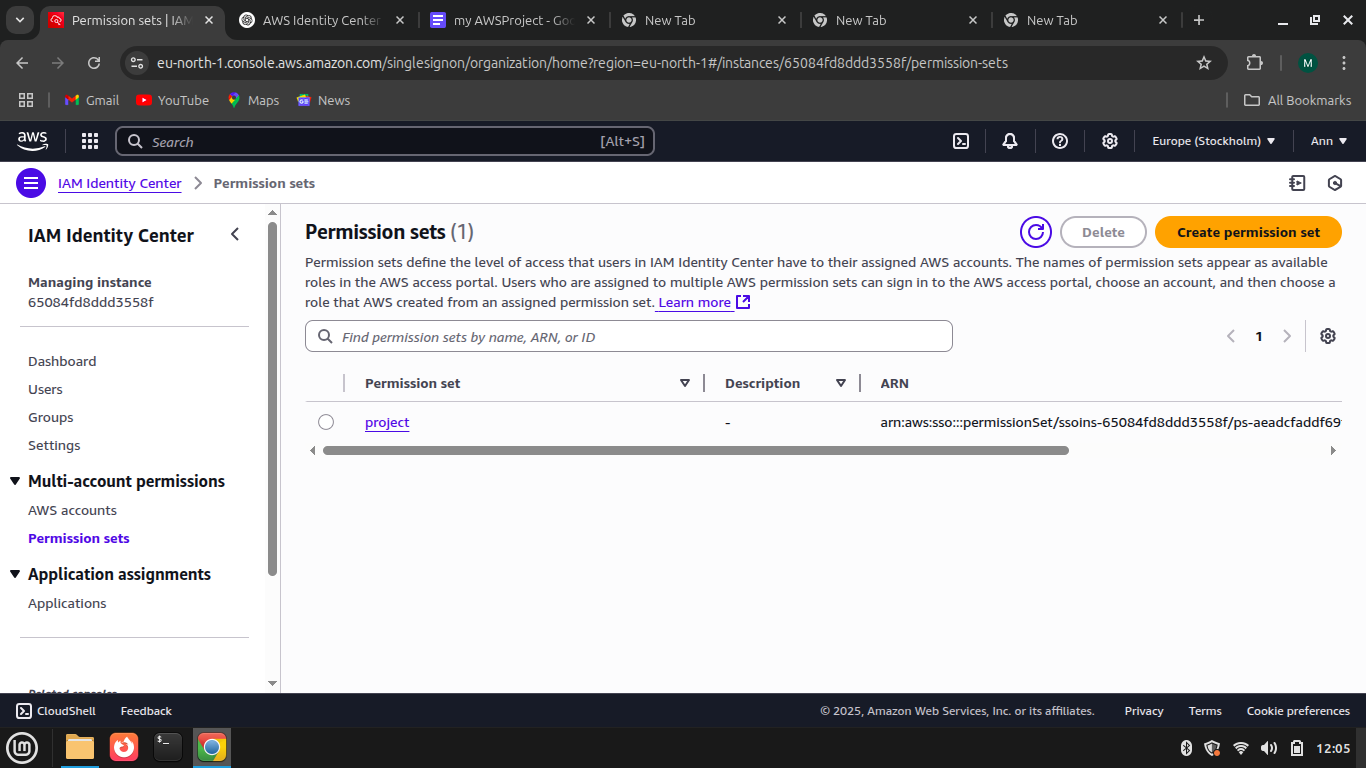 Permission sets | IAM
AWS Identity Center
my AWSProject - Goo
New Tab
New Tab
New Tab
eu-north-1.console.aws.amazon.com/singlesignon/organization/home?region=eu-north-1#/instances/65084fd8ddd3558f/permission-sets
M
Gmail
YouTube
Maps
News
All Bookmarks
aws
Search
[Alt+S]
Europe (Stockholm)
Ann
IAM Identity Center
Permission sets
IAM Identity Center
Managing instance
65084fd8ddd3558f
Dashboard
Users
Groups
Settings
Multi-account permissions
AWS accounts
Permission sets
Application assignments
Applications
Related consoles
Permission sets (1)
Delete
Create permission set
Permission sets define the level of access that users in IAM Identity Center have to their assigned AWS accounts. The names of permission sets appear as available
roles in the AWS access portal. Users who are assigned to multiple AWS permission sets can sign in to the AWS access portal, choose an account, and then choose a
role that AWS created from an assigned permission set. Learn more
Find permission sets by name, ARN, or ID
1
Permission set
Description
ARN
project
-
arn:aws:sso:::permissionSet/ssoins-65084fd8ddd3558f/ps-aeadcfaddf69
CloudShell
Feedback
© 2025, Amazon Web Services, Inc. or its affiliates.
Privacy
Terms
Cookie preferences
12:05